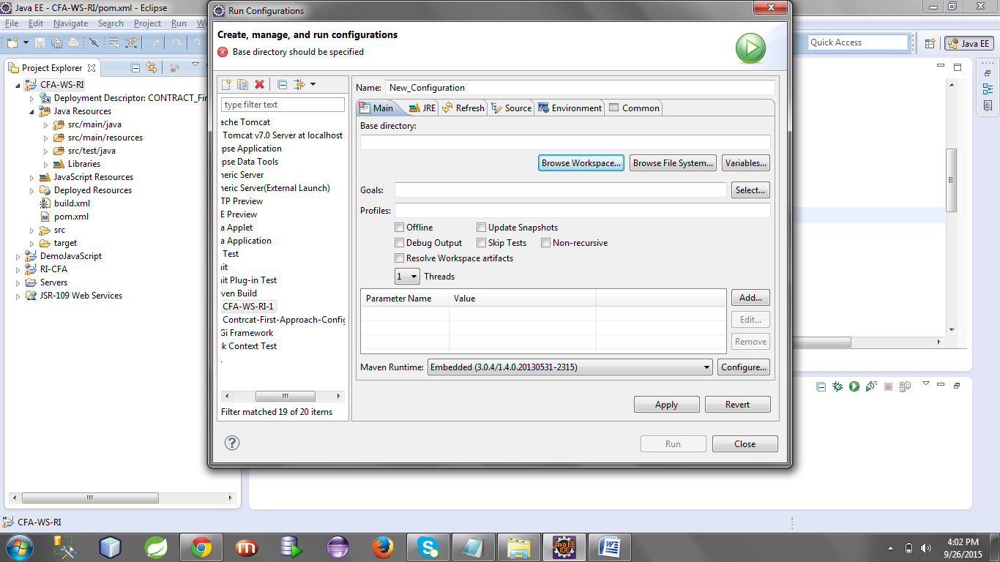 Java EE - CFA-WS-RI/pom.xml - Eclipse
File Edit Navigate Search Project Run
Quick Access
Java EE
Project Explorer
CFA-WS-RI
Deployment Descriptor: CONTRACT_Fi
Java Resources
src/main/java
src/main/resources
src/test/java
Libraries
JavaScript Resources
Deployed Resources
build.xml
pom.xml
src
target
DemoJavaScript
RI-CFA
Servers
JSR-109 Web Services
Run Configurations
Create, manage, and run configurations
Base directory should be specified
type filter text
ache Tomcat
Tomcat v7.0 Server at localhost
ipse Application
ipse Data Tools
neric Server
neric Server(External Launch)
TP Preview
E Preview
a Applet
a Application
Test
nit
nit Plug-in Test
ven Build
CFA-WS-RI-1
Contrcat-First-Approach-Config
Gi Framework
sk Context Test
Filter matched 19 of 20 items
Name: New_Configuration
Main JRE Refresh Source Environment Common
Base directory:
Browse Workspace... Browse File System... Variables...
Goals: Select...
Profiles:
Offline Update Snapshots
Debug Output Skip Tests Non-recursive
Resolve Workspace artifacts
1 Threads
Parameter Name Value
Add...
Edit...
Remove
Maven Runtime: Embedded (3.0.4/1.4.0.20130531-2315) Configure...
Apply Revert
? Run Close
CFA-WS-RI
4:02 PM
9/26/2015